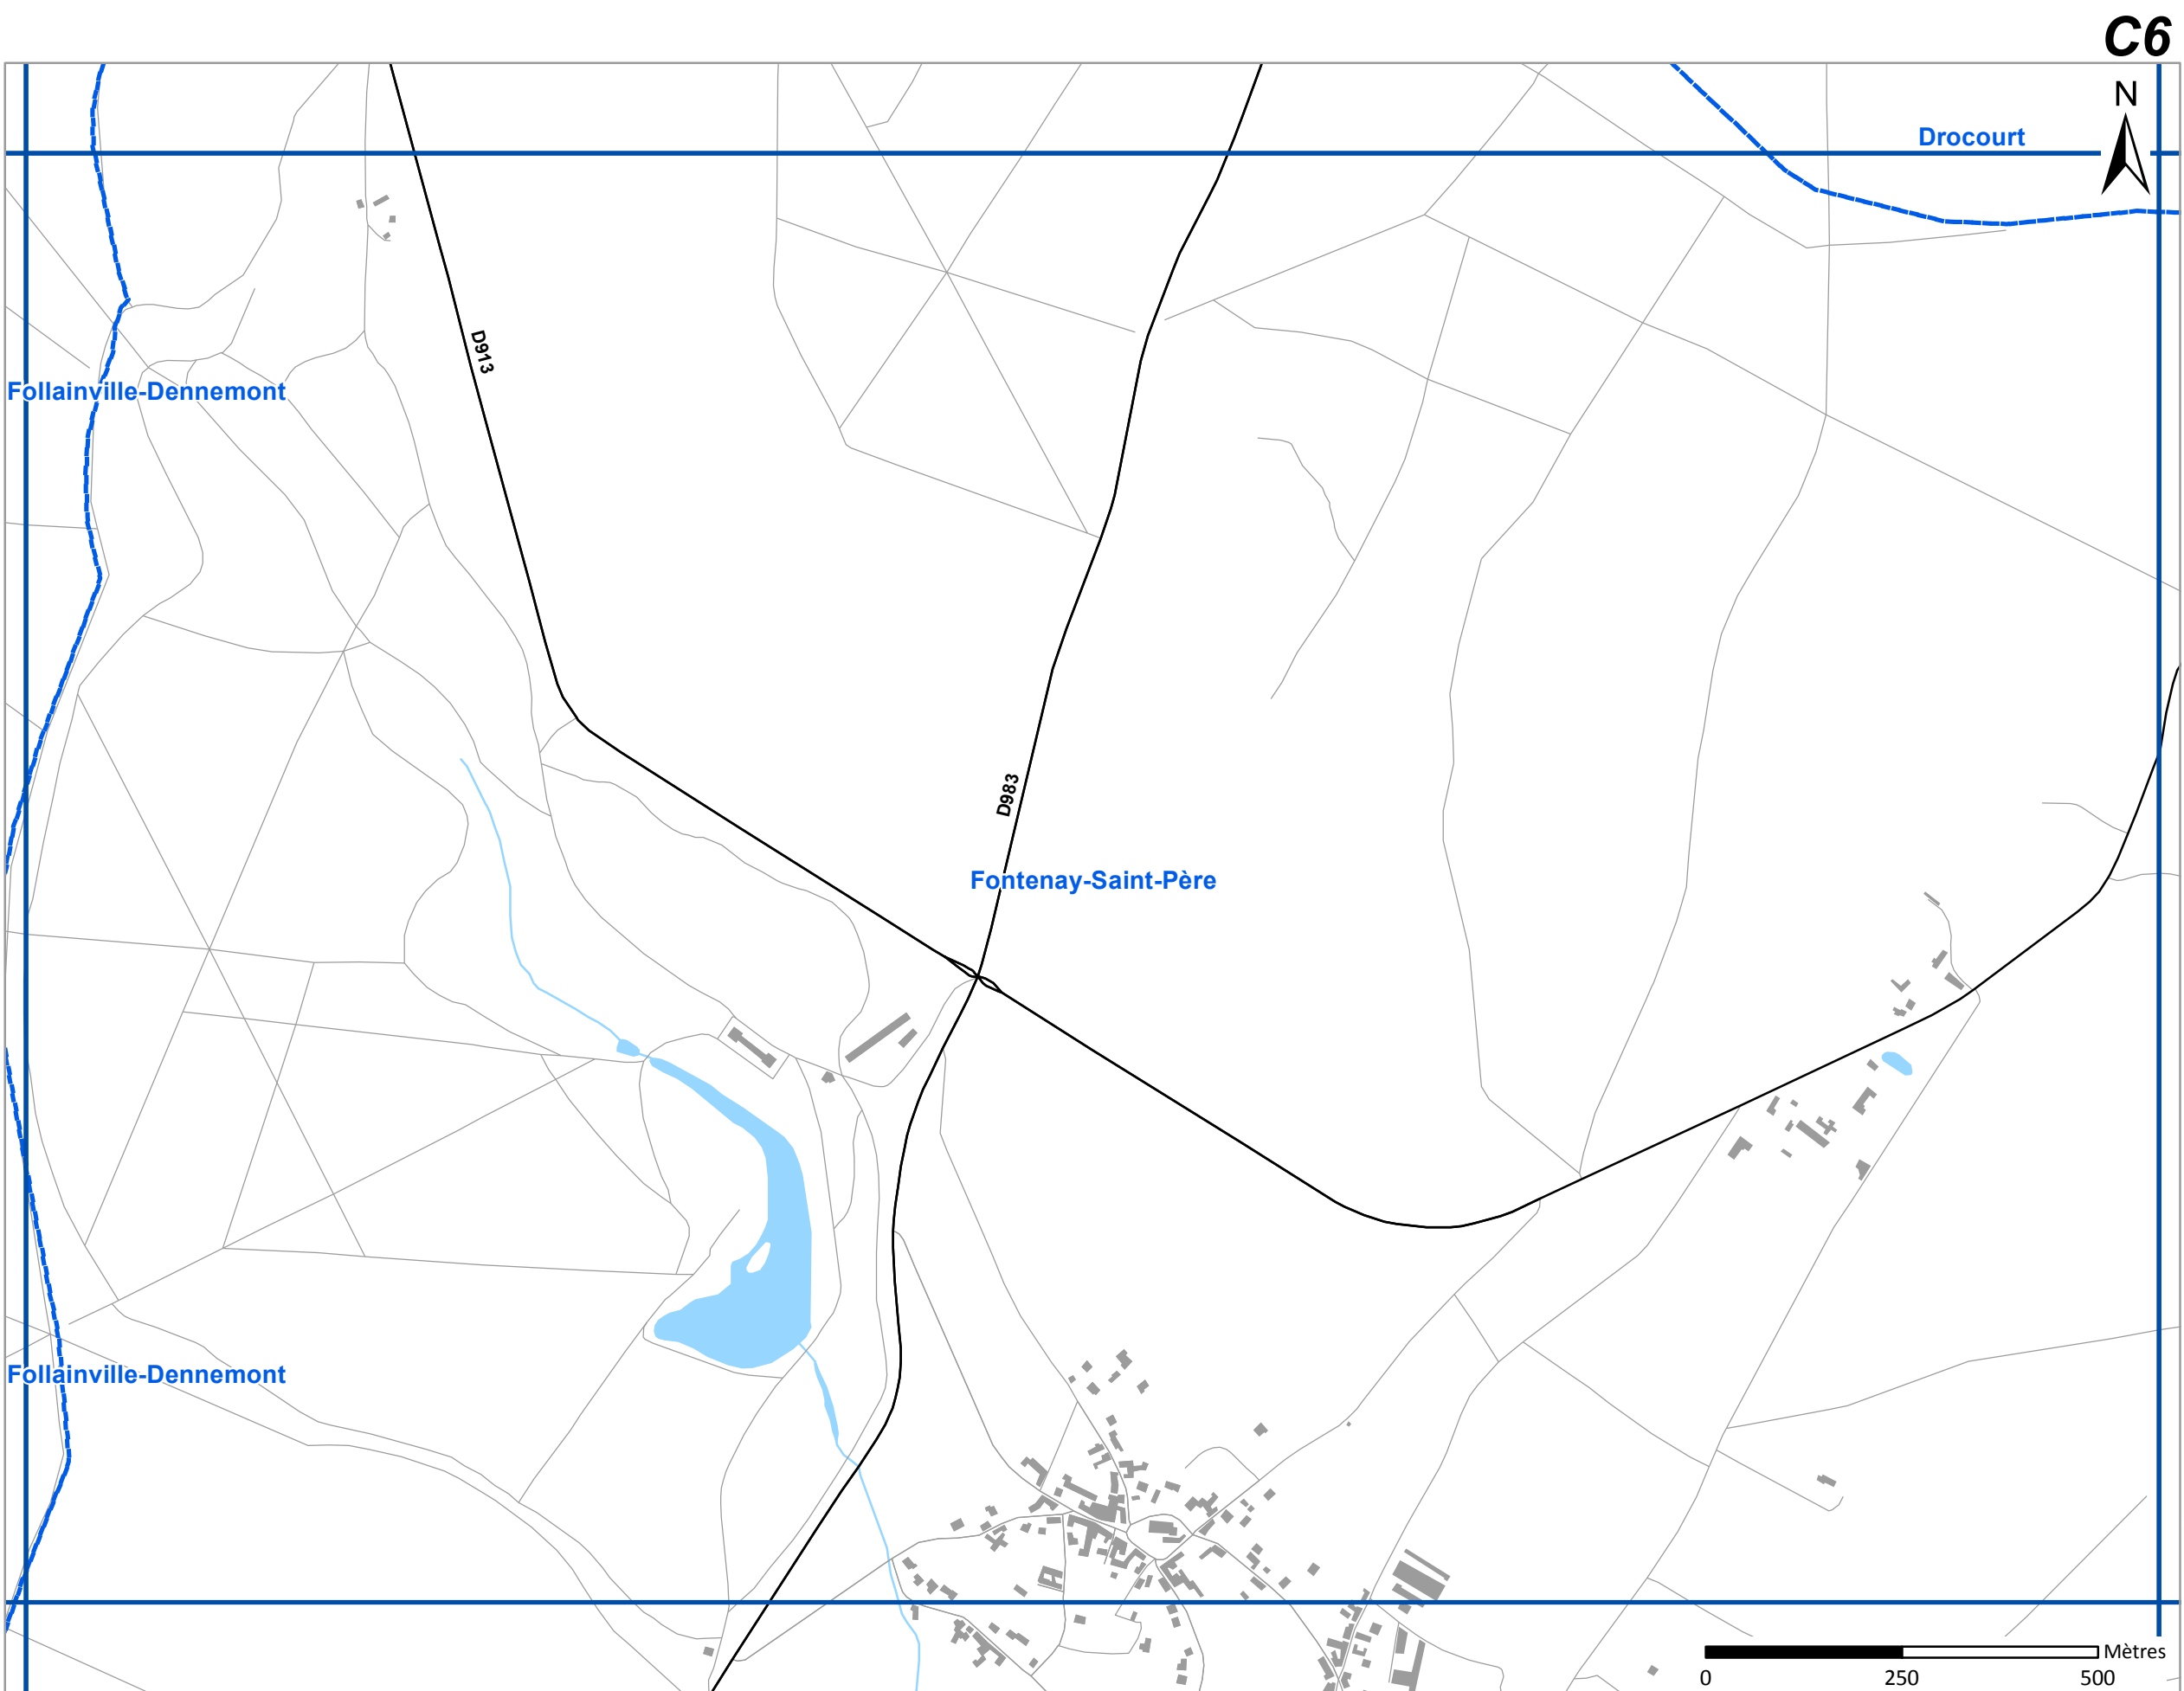 C6
N
Drocourt
D913
Follainville-Dennemont
D983
Fontenay-Saint-Père
Follainville-Dennemont
Mètres
0 250 500